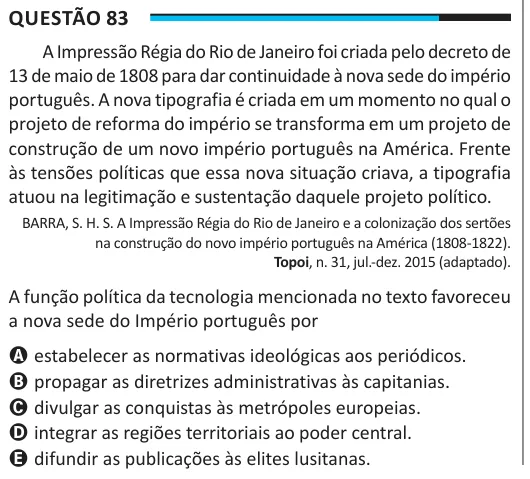 QUESTÃO 83
A Impressão Régia do Rio de Janeiro foi criada pelo decreto de
13 de maio de 1808 para dar continuidade à nova sede do império
português. A nova tipografia é criada em um momento no qual o
projeto de reforma do império se transforma em um projeto de
construção de um novo império português na América. Frente
às tensões políticas que essa nova situação criava, a tipografia
atuou na legitimação e sustentação daquele projeto político.
BARRA, S. H. S. A Impressão Régia do Rio de Janeiro e a colonização dos sertões
na construção do novo império português na América (1808-1822).
Topoi, n. 31, jul.-dez. 2015 (adaptado).
A função política da tecnologia mencionada no texto favoreceu
a nova sede do Império português por
A estabelecer as normativas ideológicas aos periódicos.
B propagar as diretrizes administrativas às capitanias.
C divulgar as conquistas às metrópoles europeias.
D integrar as regiões territoriais ao poder central.
E difundir as publicações às elites lusitanas.